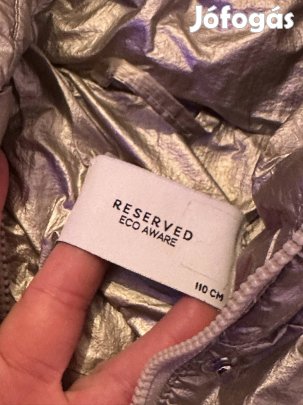 Jófogás
RESERVED
ECO AWARE
110 CM